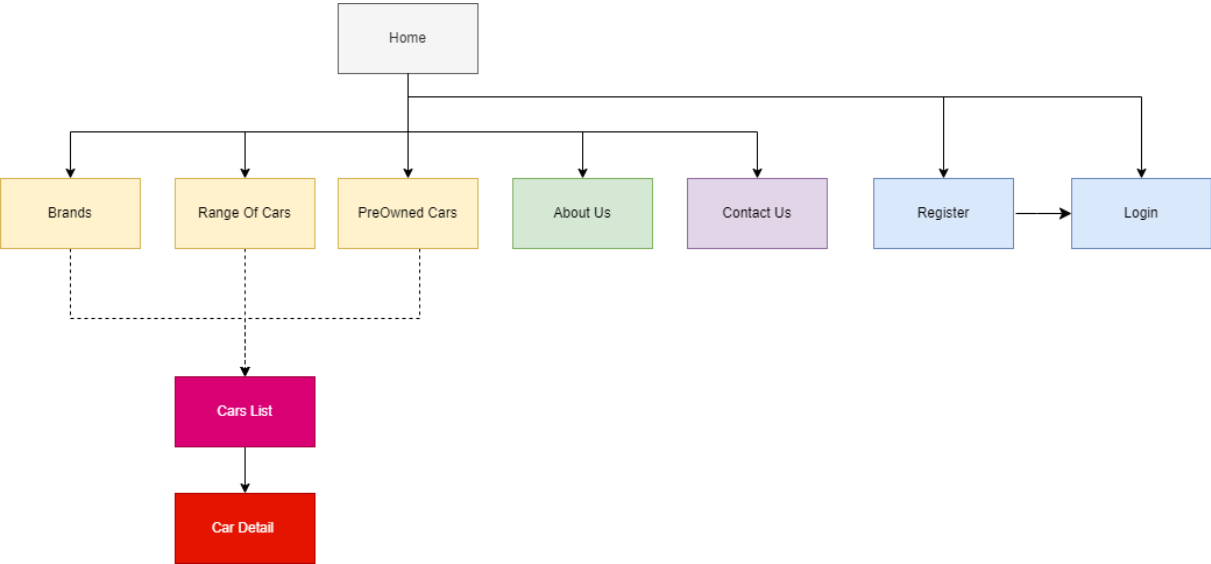 Home
Brands
Range Of Cars
PreOwned Cars
About Us
Contact Us
Register
Login
Cars List
Car Detail